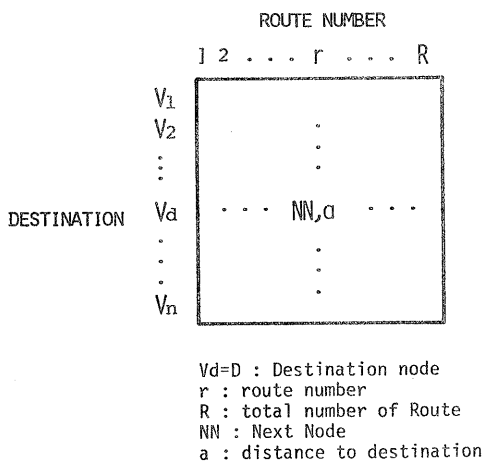 ROUTE NUMBER
1 2 . . . r . . . R
V1
V2
DESTINATION Vd . . . NN,a . . .
Vn
Vd=D : Destination node
r : route number
R : total number of Route
NN : Next Node
a : distance to destination